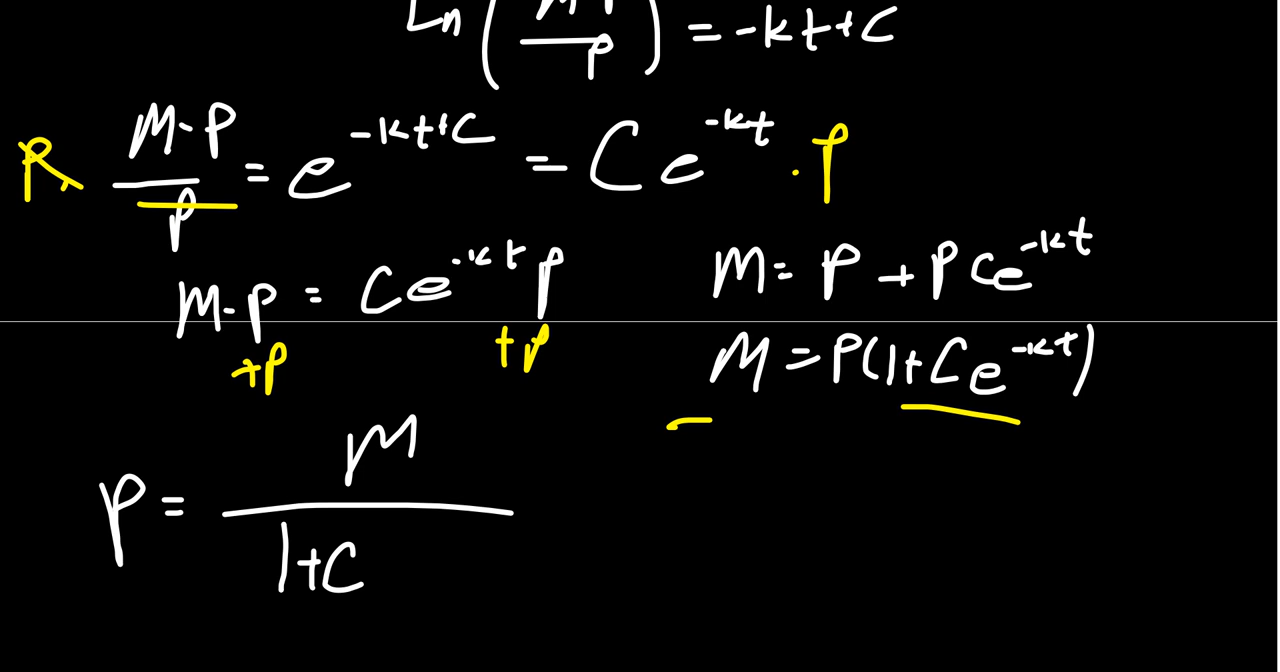 Ln(M-P/P) = -kt+C
P. M-P/P = e^(-kt+C) = Ce^(-kt) · P
M-P = Ce^(-kt) P
+P +P
M = P + PCe^(-kt)
M = P(1+Ce^(-kt))
P = M/1+C